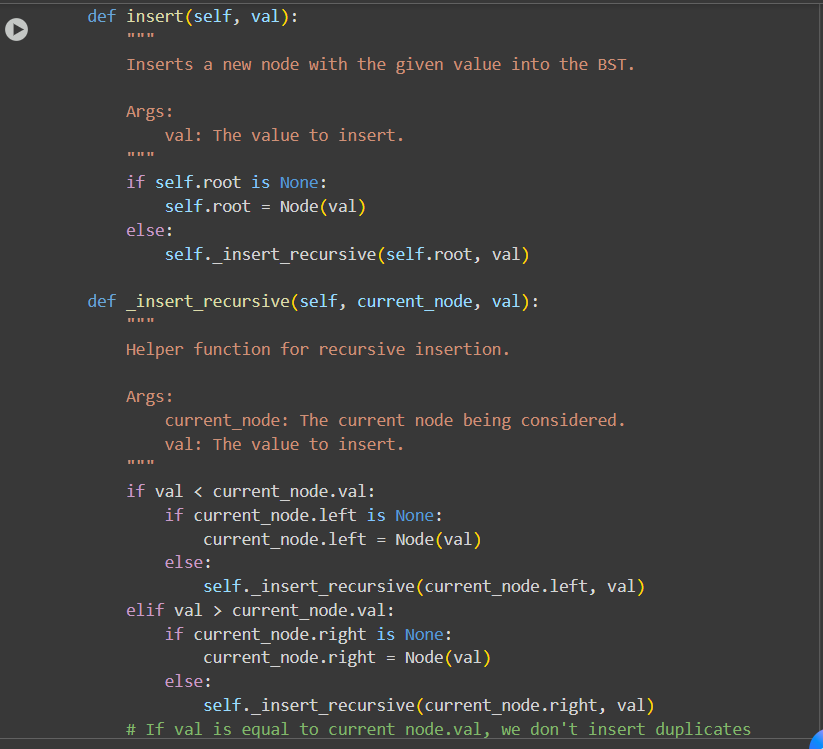 def insert(self, val):
"""
Inserts a new node with the given value into the BST.
Args:
val: The value to insert.
"""
if self.root is None:
self.root = Node(val)
else:
self._insert_recursive(self.root, val)
def _insert_recursive(self, current_node, val):
"""
Helper function for recursive insertion.
Args:
current_node: The current node being considered.
val: The value to insert.
"""
if val < current_node.val:
if current_node.left is None:
current_node.left = Node(val)
else:
self._insert_recursive(current_node.left, val)
elif val > current_node.val:
if current_node.right is None:
current_node.right = Node(val)
else:
self._insert_recursive(current_node.right, val)
# If val is equal to current node.val, we don't insert duplicates